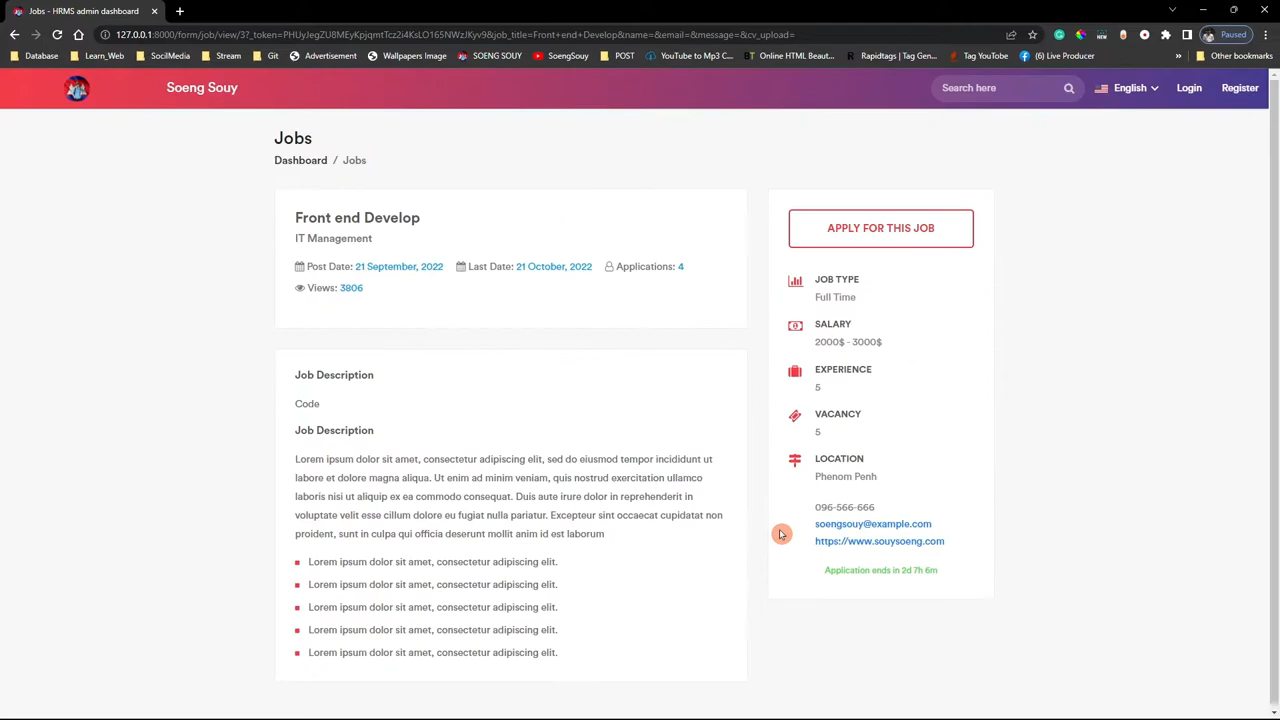 Jobs - HRMS admin dashboard
127.0.0.1:8000/form/job/view/3?_token=PHUyJegZU8MEyKpjqmtTcz2i4KsLO165NWzJKyv9&job_title=Front+end+Develop&name=&email=&message=&cv_upload=
Paused
Database Learn_Web SocilMedia Git Advertisement Wallpapers Image SOENG SOUY SoengSouy POST YouTube to Mp3 C... Online HTML Beaut... Rapidtags | Tag Gen... Tag YouTube (6) Live Producer » Other bookmarks
Soeng Souy Search here English Login Register
Jobs
Dashboard / Jobs
Front end Develop
IT Management
Post Date: 21 September, 2022 Last Date: 21 October, 2022 Applications: 4
Views: 3806
Job Description
Code
Job Description
Lorem ipsum dolor sit amet, consectetur adipiscing elit, sed do eiusmod tempor incididunt ut
labore et dolore magna aliqua. Ut enim ad minim veniam, quis nostrud exercitation ullamco
laboris nisi ut aliquip ex ea commodo consequat. Duis aute irure dolor in reprehenderit in
voluptate velit esse cillum dolore eu fugiat nulla pariatur. Excepteur sint occaecat cupidatat non
proident, sunt in culpa qui officia deserunt mollit anim id est laborum
Lorem ipsum dolor sit amet, consectetur adipiscing elit.
Lorem ipsum dolor sit amet, consectetur adipiscing elit.
Lorem ipsum dolor sit amet, consectetur adipiscing elit.
Lorem ipsum dolor sit amet, consectetur adipiscing elit.
Lorem ipsum dolor sit amet, consectetur adipiscing elit.
APPLY FOR THIS JOB
JOB TYPE
Full Time
SALARY
2000$ - 3000$
EXPERIENCE
5
VACANCY
5
LOCATION
Phenom Penh
096-566-666
soengsouy@example.com
https://www.souysoeng.com
Application ends in 2d 7h 6m